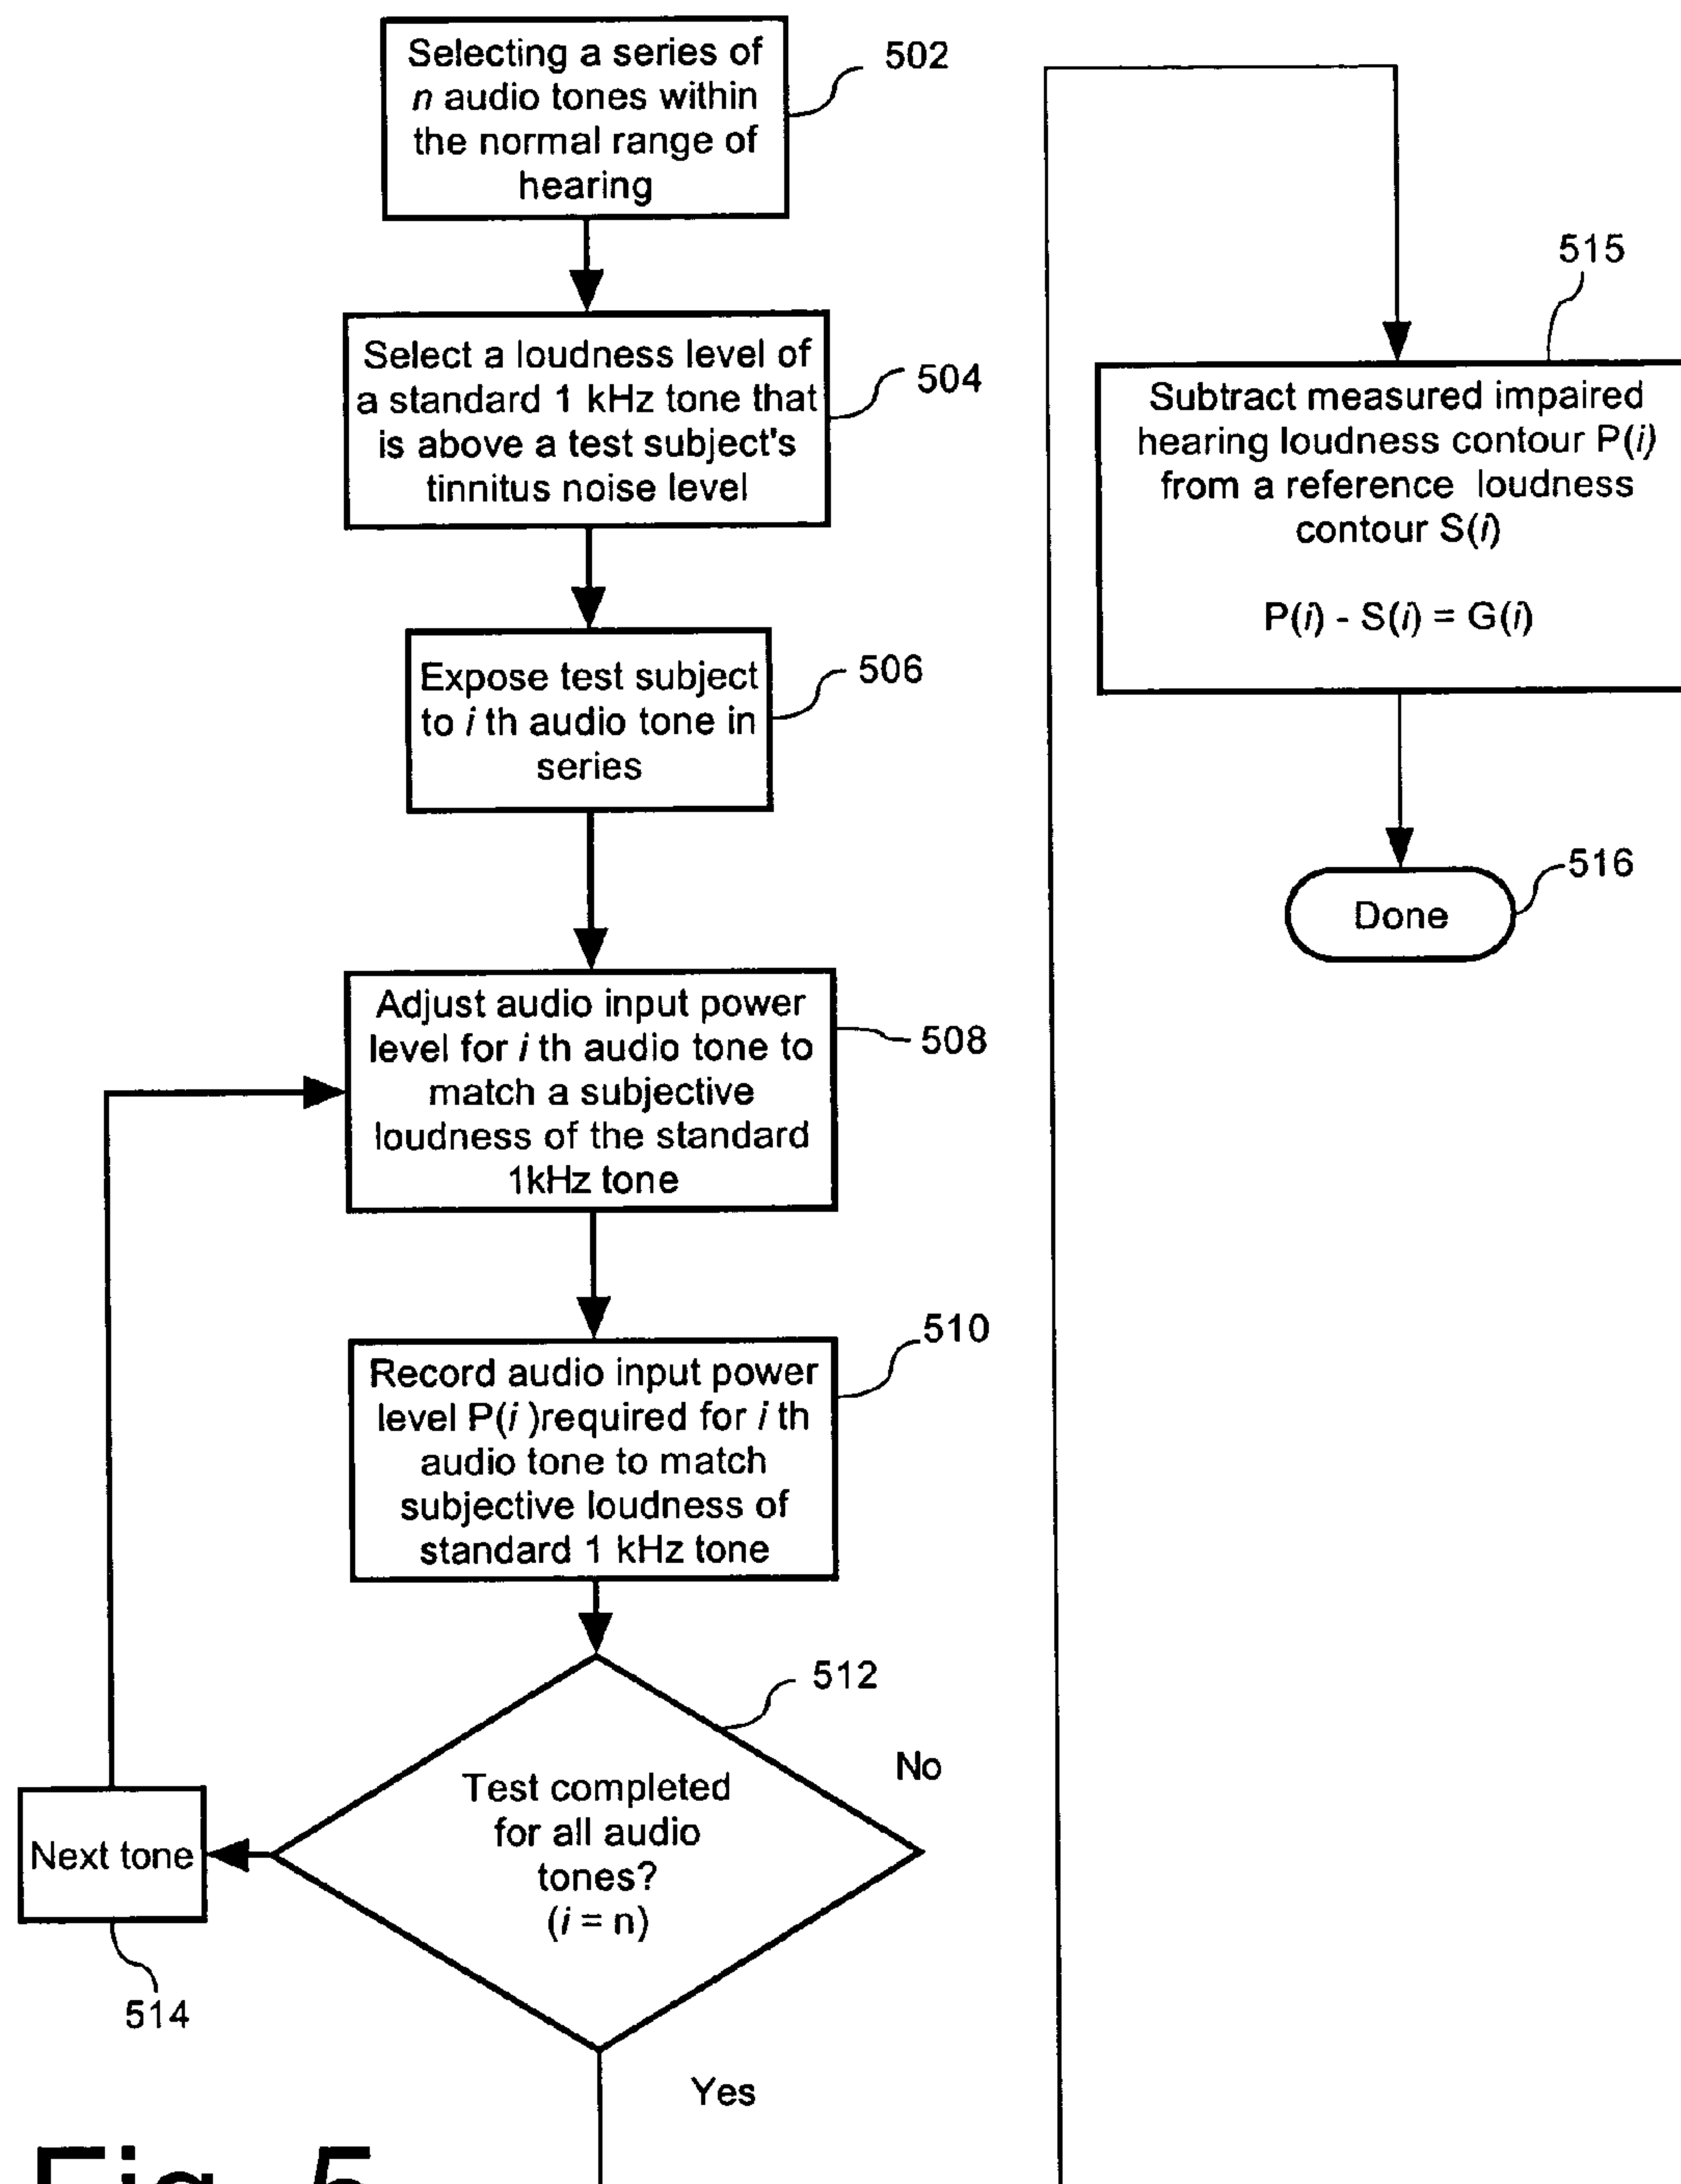 Selecting a series of
n audio tones within
the normal range of
hearing
502
Select a loudness level of
a standard 1 kHz tone that
is above a test subject's
tinnitus noise level
504
Expose test subject
to i th audio tone in
series
506
Adjust audio input power
level for i th audio tone to
match a subjective
loudness of the standard
1kHz tone
508
Record audio input power
level P(i )required for i th
audio tone to match
subjective loudness of
standard 1 kHz tone
510
Test completed
for all audio
tones?
(i = n)
512
No
Next tone
514
Yes
515
Subtract measured impaired
hearing loudness contour P(i)
from a reference loudness
contour S(i)
P(i) - S(i) = G(i)
Done
516
Fig. 5